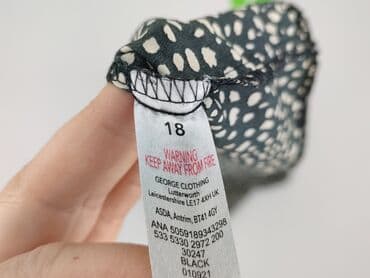 18
WARNING
KEEP AWAY FROM FIRE
GEORGE CLOTHING
Lutterworth
Leicestershire LE17 4XH UK
ASDA, Antrim, BT41 4GY
ANA 5059189343298
533 5330 2972 200
30247
BLACK
010921